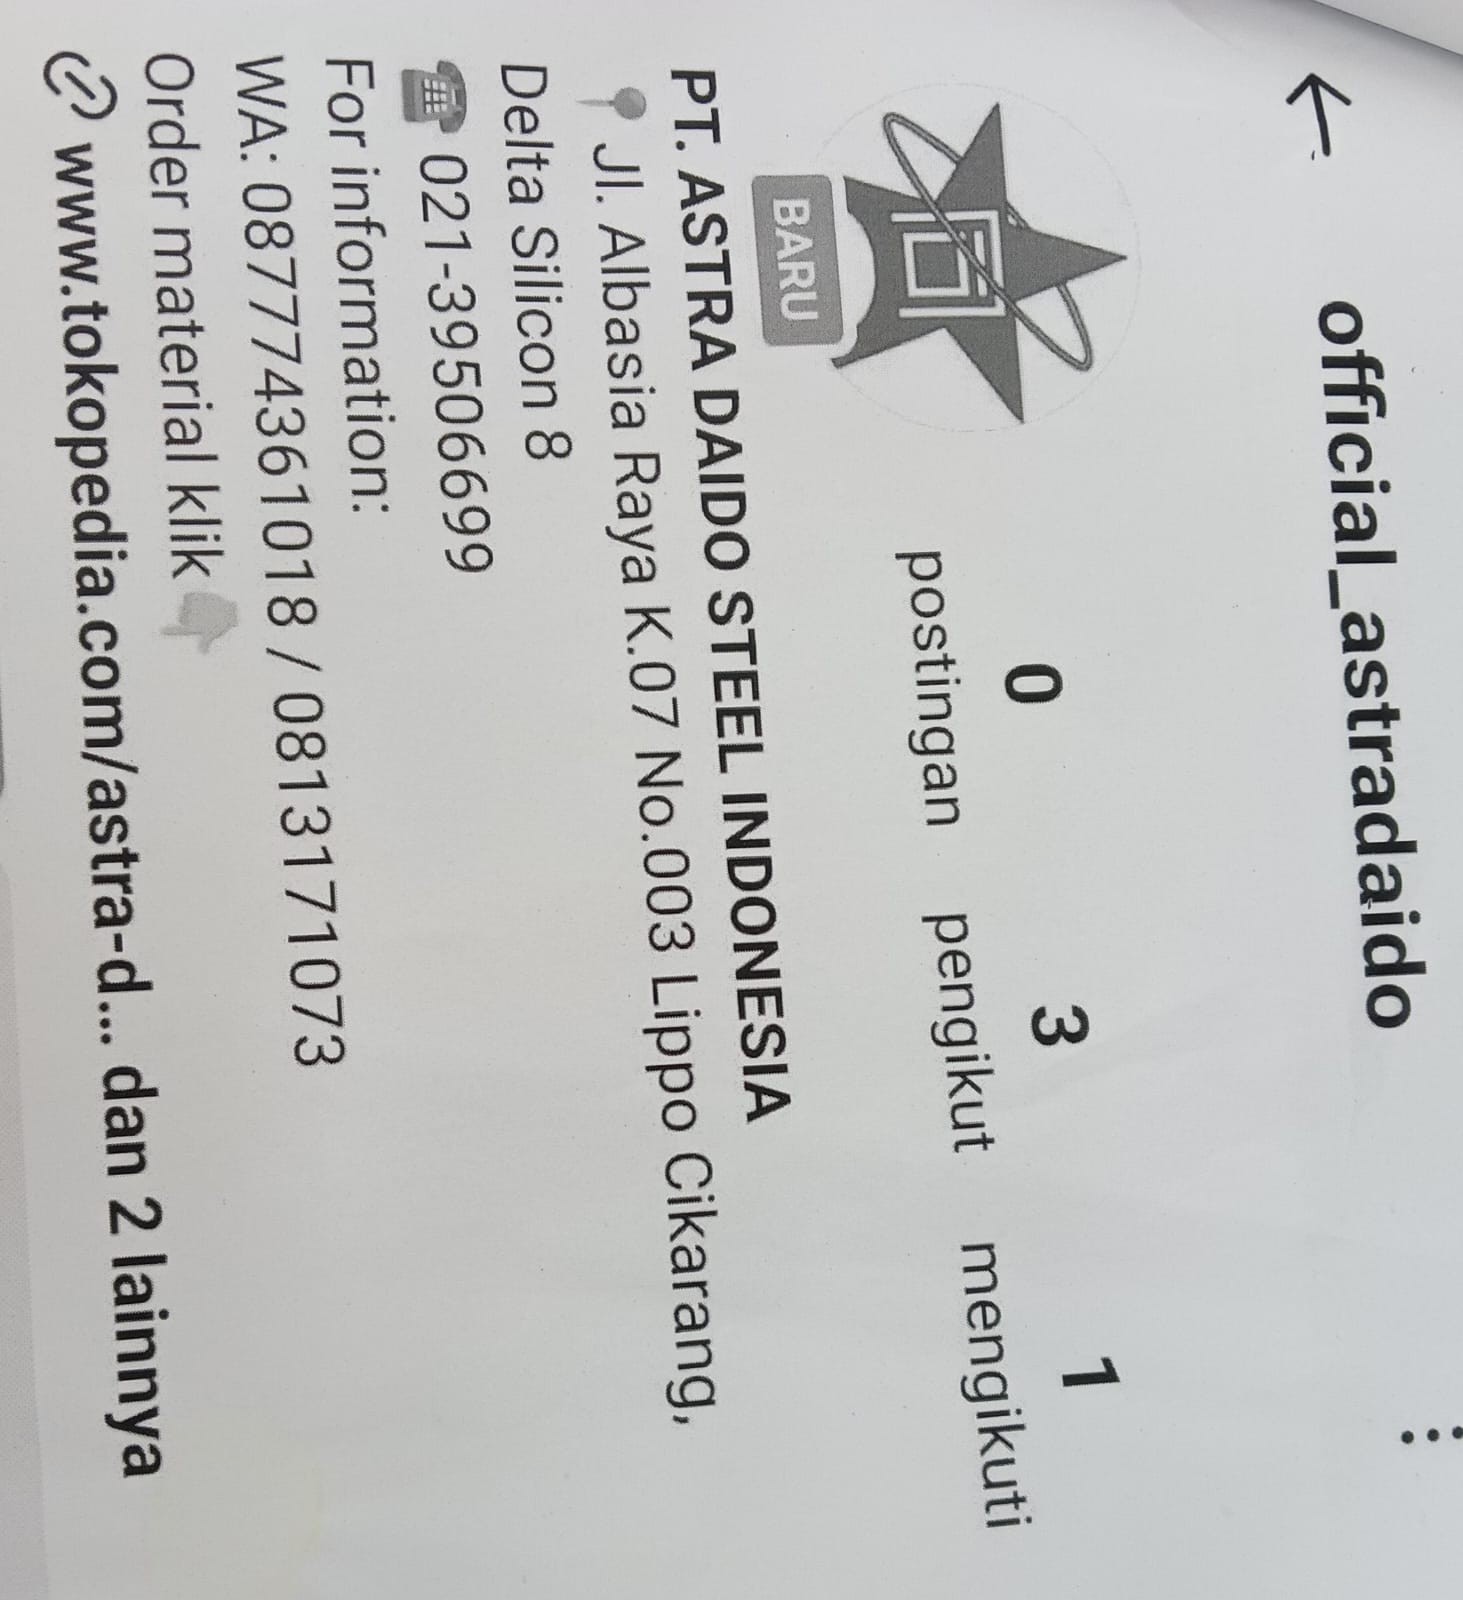 official_astradaido
0 3 1
postingan pengikut mengikuti
BARU
PT. ASTRA DAIDO STEEL INDONESIA
Jl. Albasia Raya K.07 No.003 Lippo Cikarang,
Delta Silicon 8
021-39506699
For information:
WA: 087774361018 / 081317171073
Order material klik
www.tokopedia.com/astra-d... dan 2 lainnya